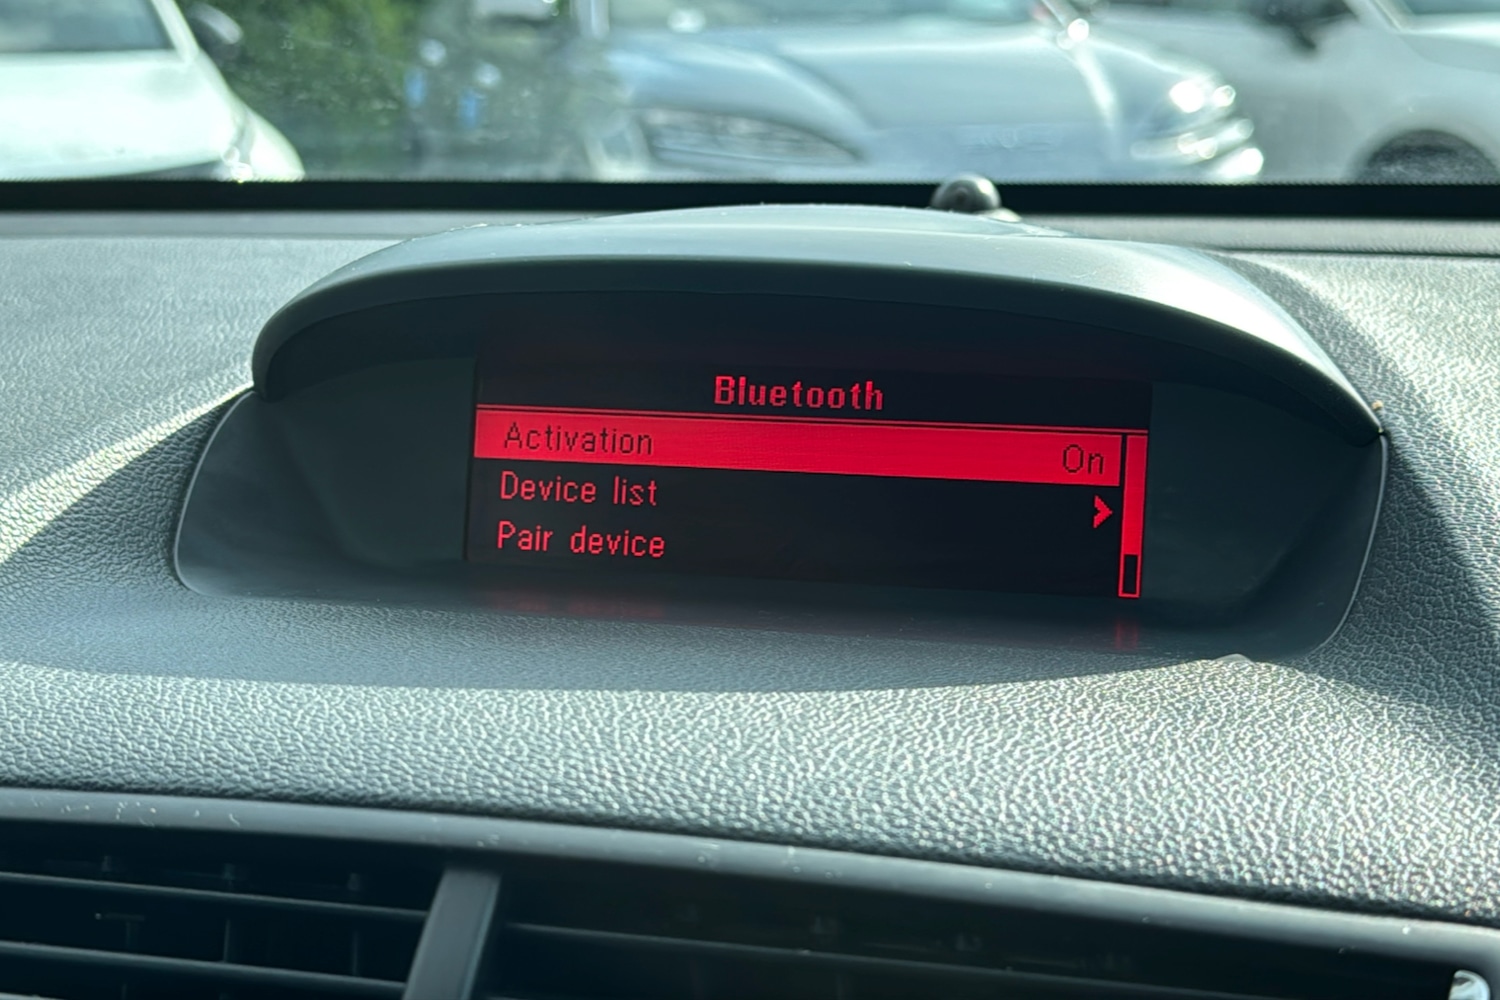 Bluetooth
Activation On
Device list
Pair device